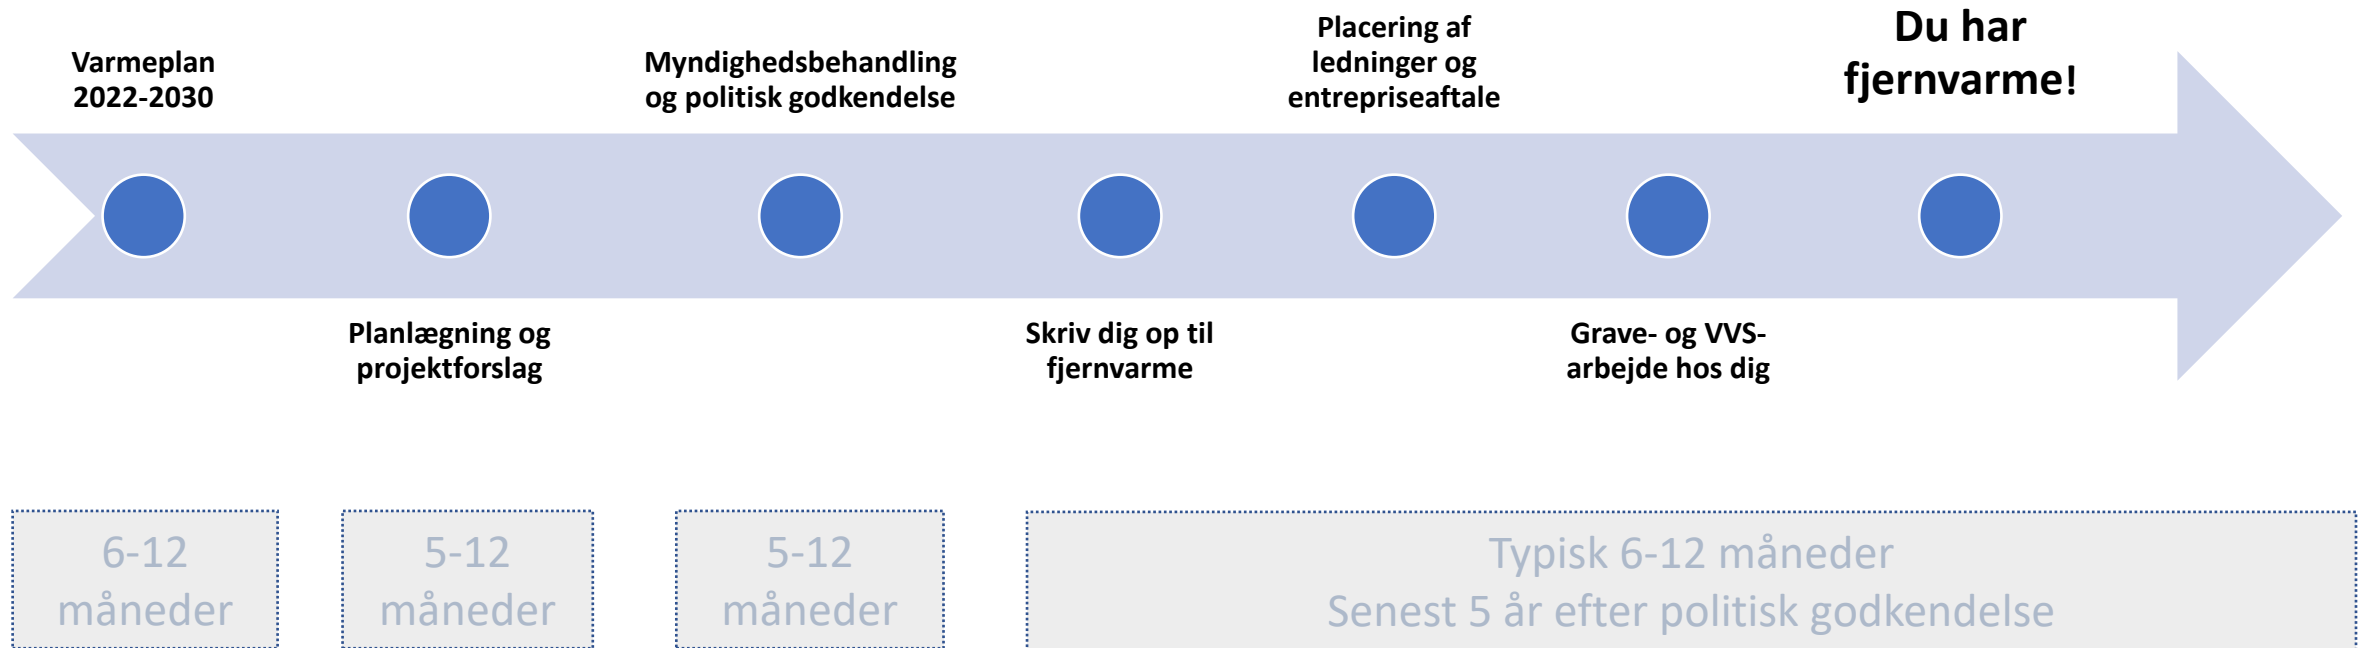 Varmeplan
2022-2030
Planlægning og
projektforslag
Myndighedsbehandling
og politisk godkendelse
Skriv dig op til
fjernvarme
Placering af
ledninger og
entrepriseaftale
Grave- og VVS-
arbejde hos dig
Du har
fjernvarme!
6-12
måneder
5-12
måneder
5-12
måneder
Typisk 6-12 måneder
Senest 5 år efter politisk godkendelse